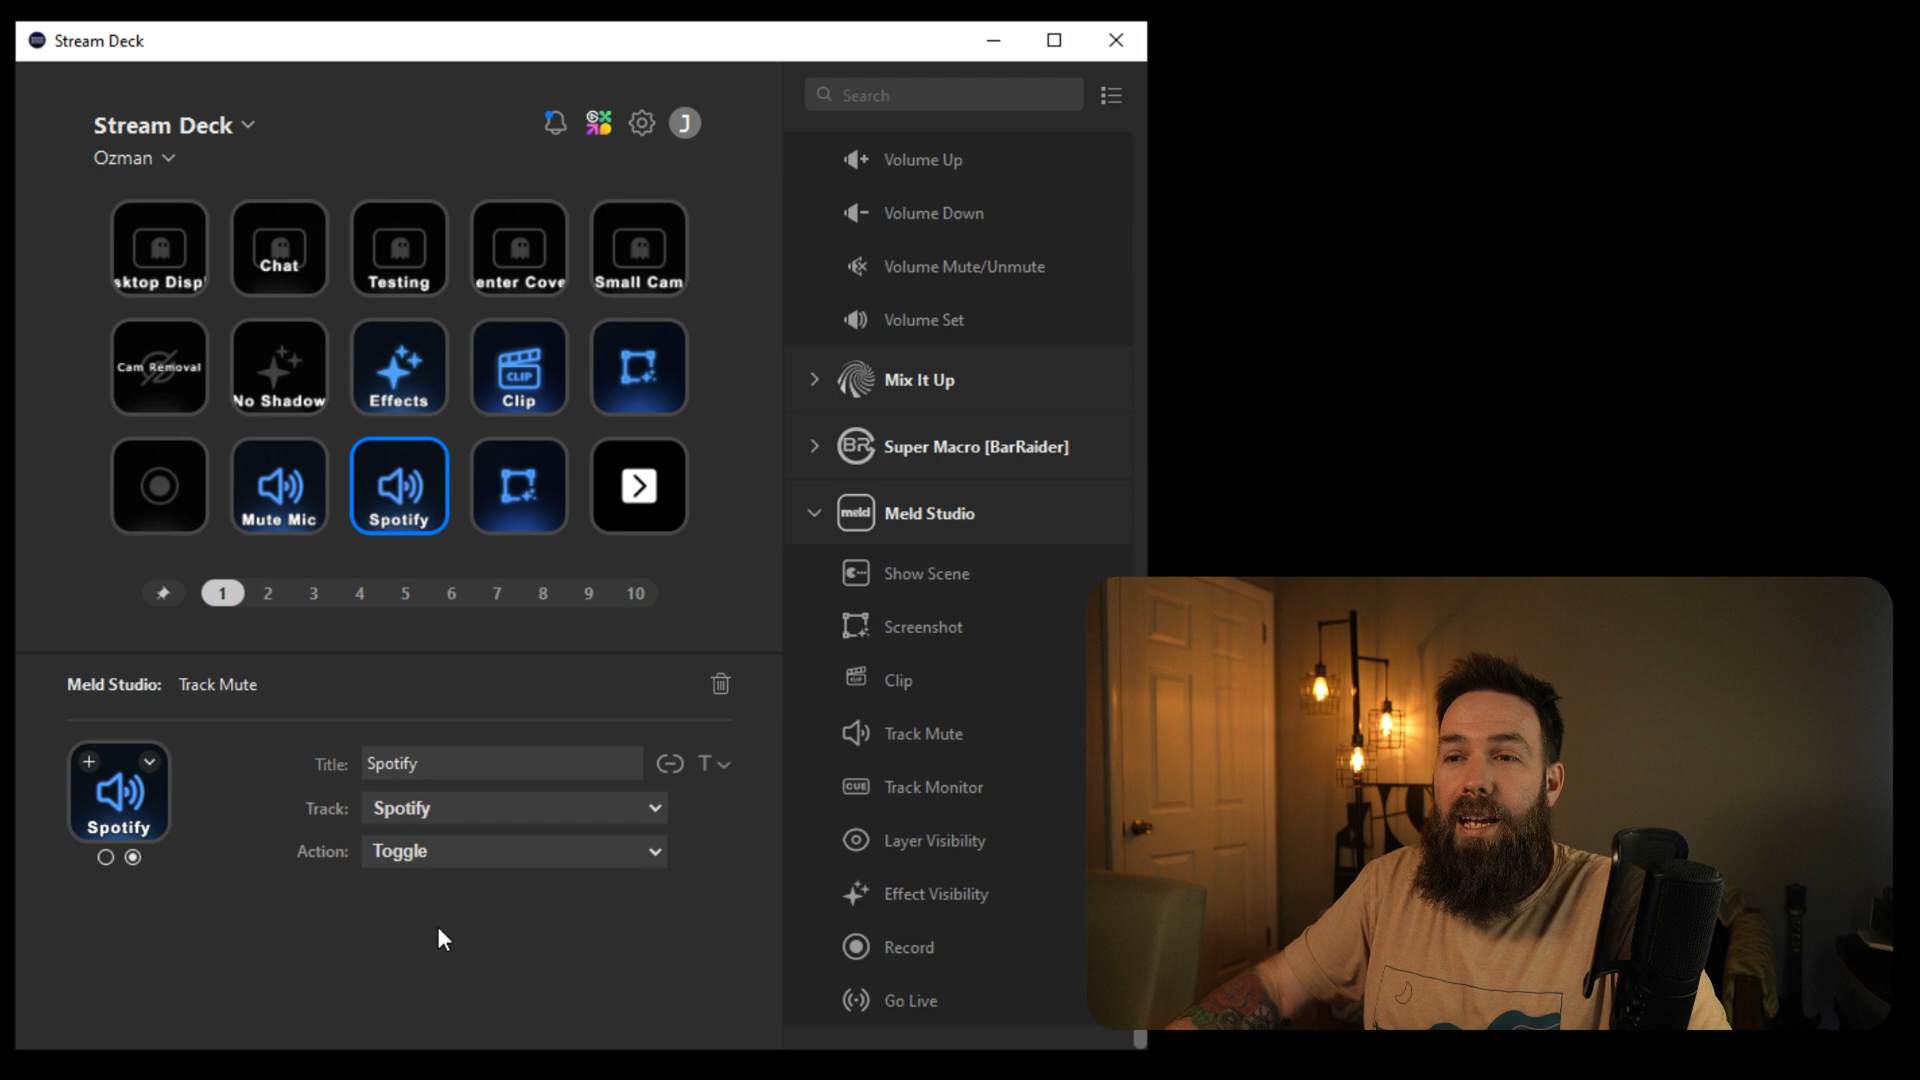 Stream Deck
Stream Deck
J
Ozman
sktop Disp
Chat
Testing
enter Cove
Small Cam
Cam Removal
No Shadow
Effects
CLIP
Clip
Mute Mic
Spotify
1 2 3 4 5 6 7 8 9 10
Meld Studio: Track Mute
Spotify
Title: Spotify
T
Track: Spotify
Action: Toggle
Search
Volume Up
Volume Down
Volume Mute/Unmute
Volume Set
Mix It Up
BR Super Macro [BarRaider]
meld Meld Studio
Show Scene
Screenshot
CLIP Clip
Track Mute
CUE Track Monitor
Layer Visibility
Effect Visibility
Record
Go Live